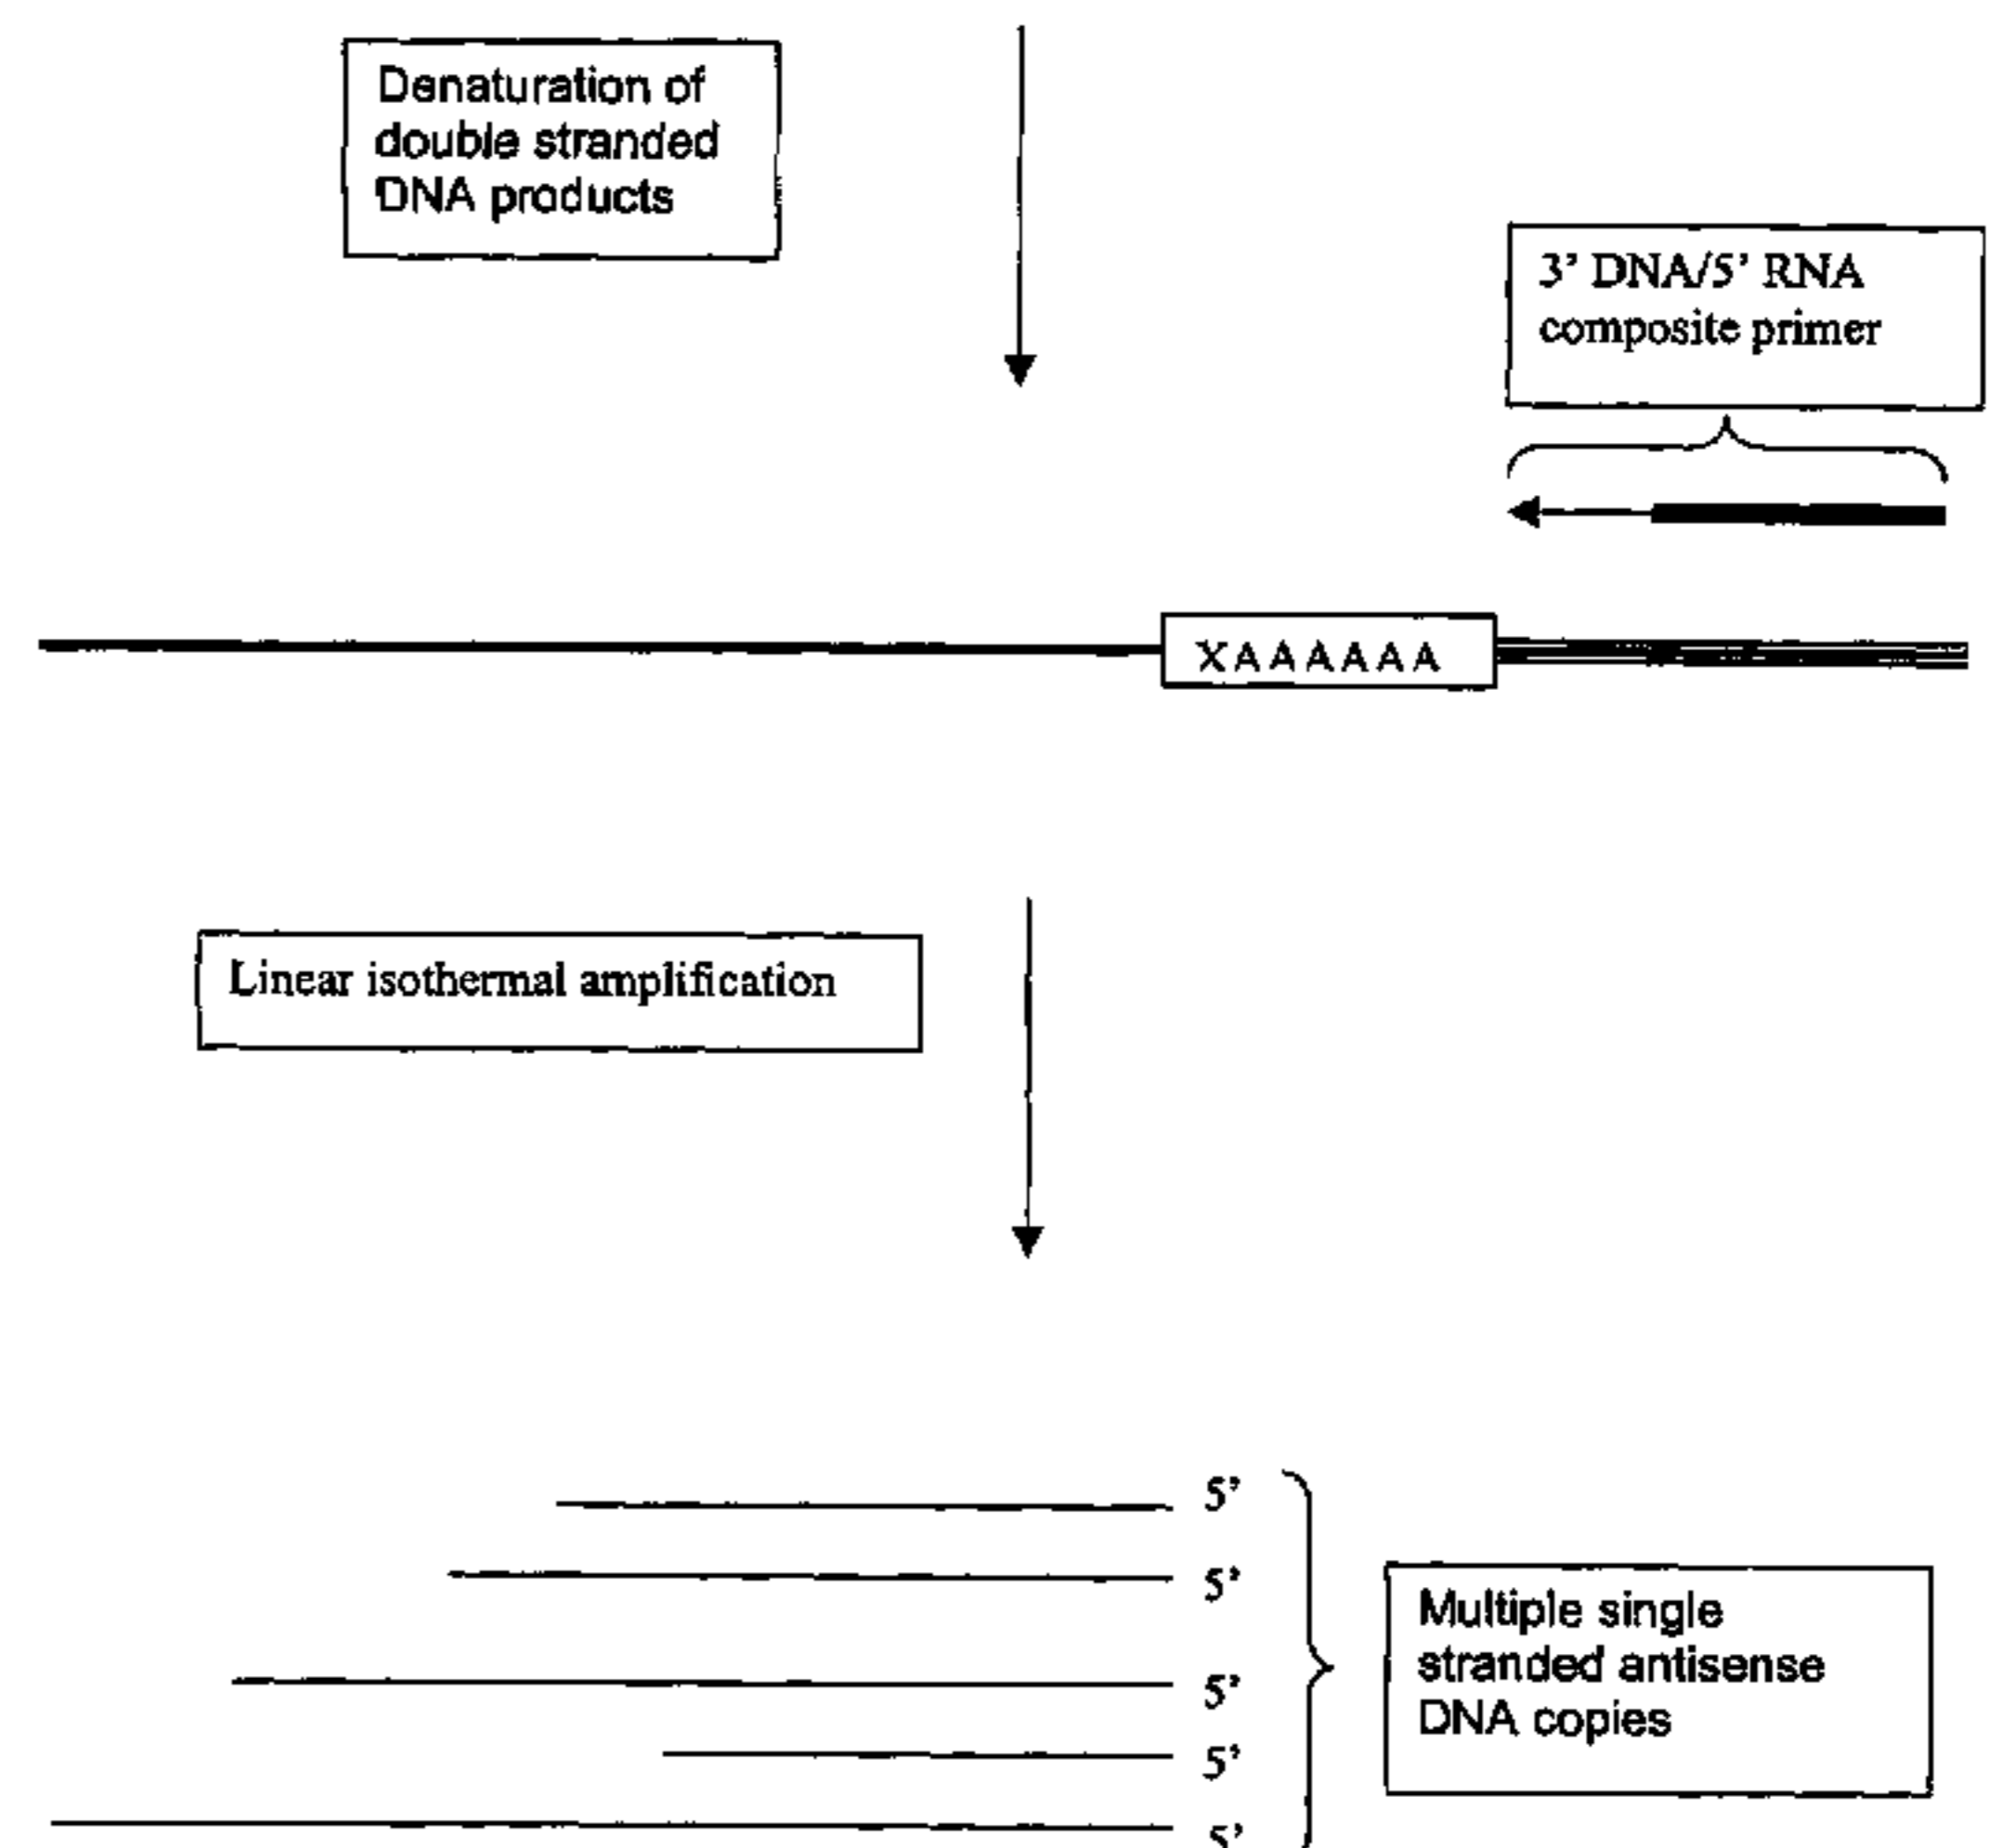 Denaturation of
double stranded
DNA products
3’ DNA/5’ RNA
composite primer
XAAAAAA
Linear isothermal amplification
5’
5’
5’
5’
5’
Multiple single
stranded antisense
DNA copies